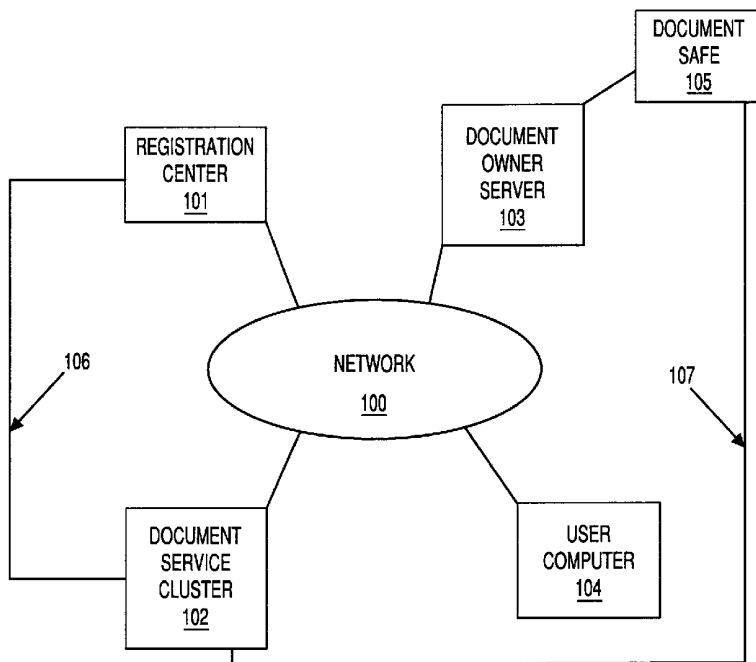 DOCUMENT
SAFE
105
REGISTRATION
CENTER
101
DOCUMENT
OWNER
SERVER
103
NETWORK
100
106
107
DOCUMENT
SERVICE
CLUSTER
102
USER
COMPUTER
104